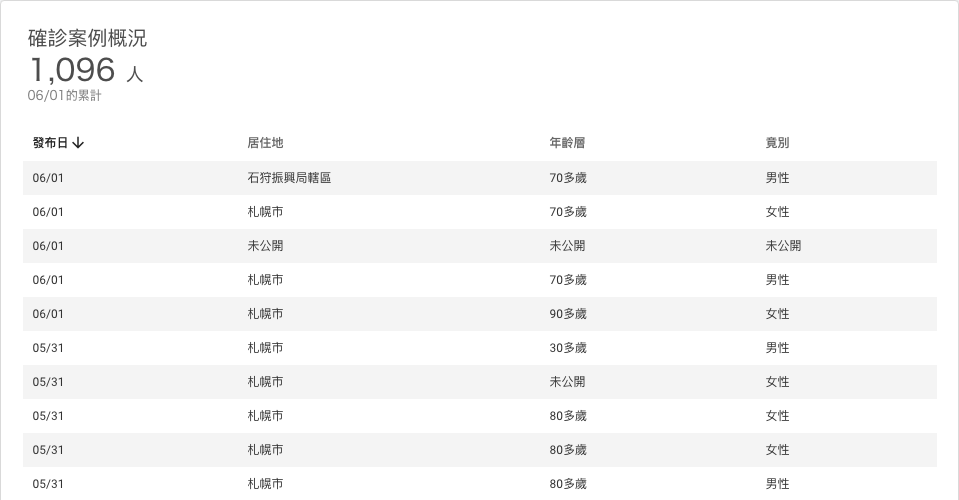 確診案例概況
1,096 人
06/01的累計
發布日↓ 居住地 年齡層 竟別
06/01 石狩振興局轄區 70多歲 男性
06/01 札幌市 70多歲 女性
06/01 未公開 未公開 未公開
06/01 札幌市 70多歲 男性
06/01 札幌市 90多歲 女性
05/31 札幌市 30多歲 男性
05/31 札幌市 未公開 女性
05/31 札幌市 80多歲 女性
05/31 札幌市 80多歲 女性
05/31 札幌市 80多歲 男性